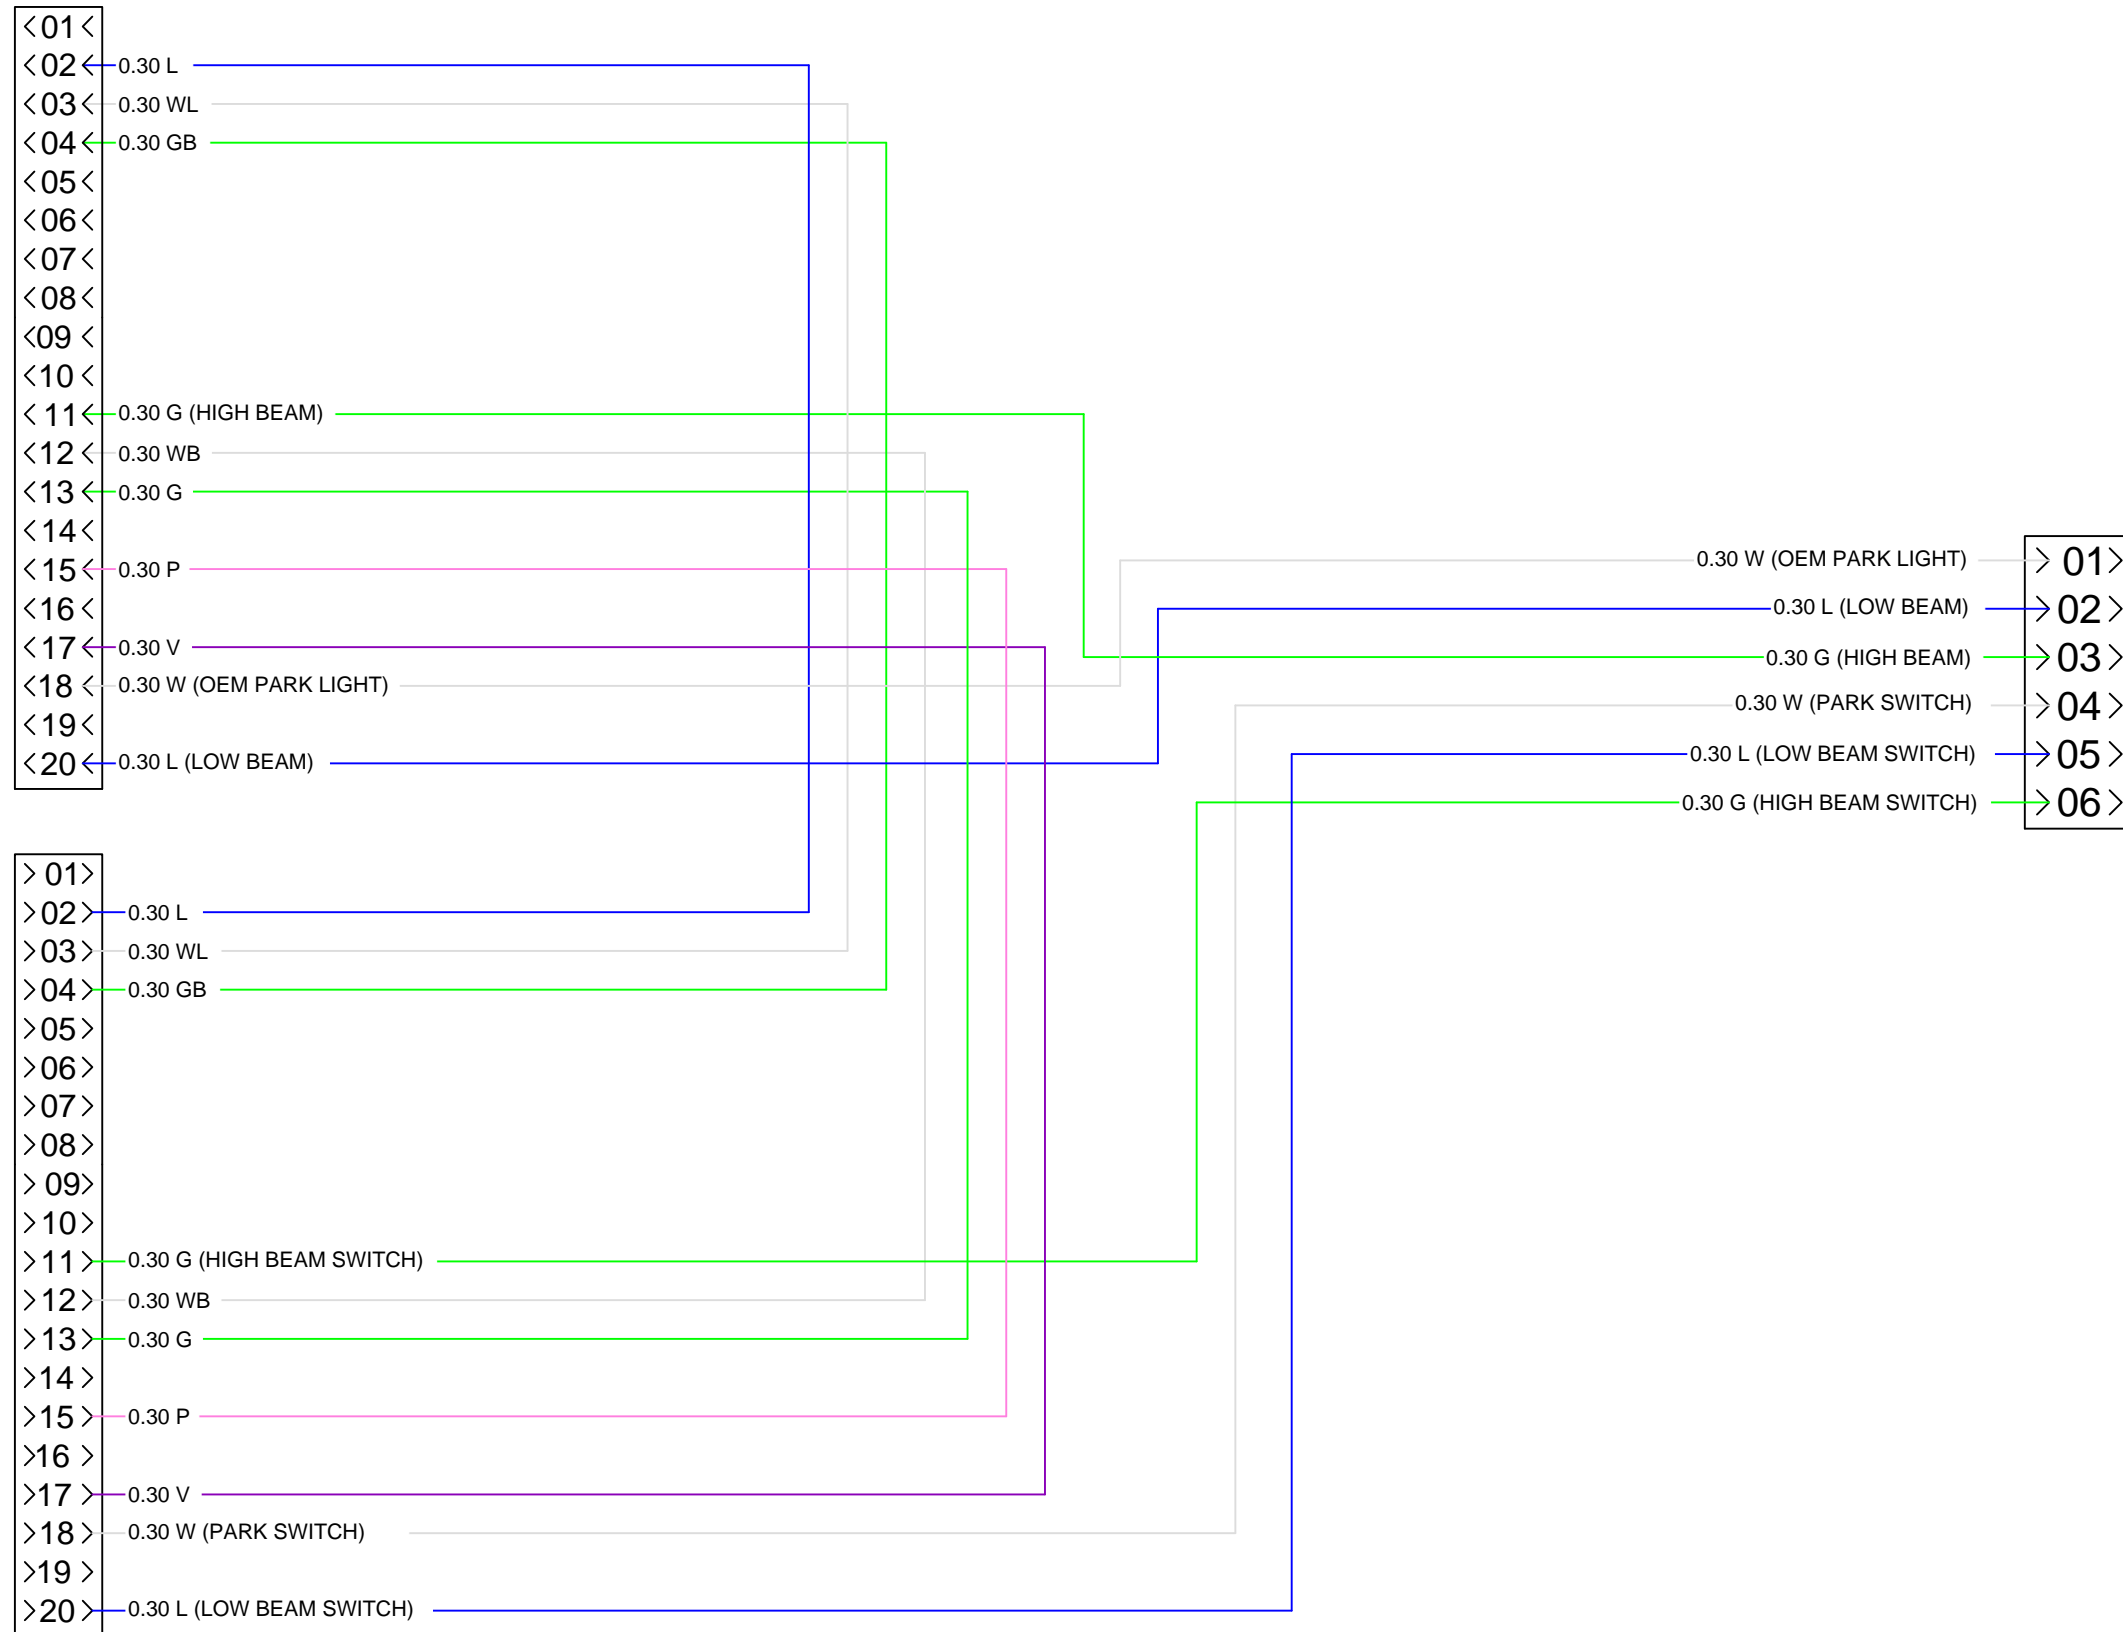 01
02 0.30 L
03 0.30 WL
04 0.30 GB
05
06
07
08
09
10
11 0.30 G (HIGH BEAM)
12 0.30 WB
13 0.30 G
14
15 0.30 P
16
17 0.30 V
18 0.30 W (OEM PARK LIGHT)
19
20 0.30 L (LOW BEAM)
0.30 W (OEM PARK LIGHT) 01
0.30 L (LOW BEAM) 02
0.30 G (HIGH BEAM) 03
0.30 W (PARK SWITCH) 04
0.30 L (LOW BEAM SWITCH) 05
0.30 G (HIGH BEAM SWITCH) 06
01
02 0.30 L
03 0.30 WL
04 0.30 GB
05
06
07
08
09
10
11 0.30 G (HIGH BEAM SWITCH)
12 0.30 WB
13 0.30 G
14
15 0.30 P
16
17 0.30 V
18 0.30 W (PARK SWITCH)
19
20 0.30 L (LOW BEAM SWITCH)